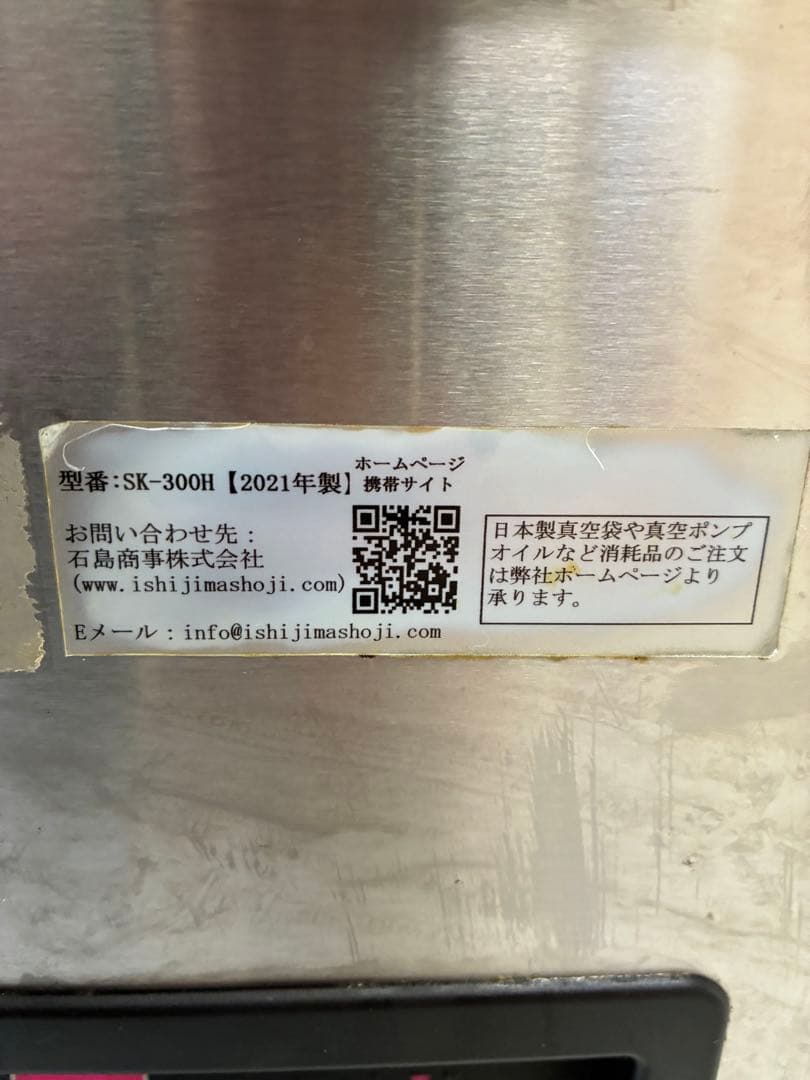 型番:SK-300H【2021年製】
ホームページ
携帯サイト
お問い合わせ先：
石島商事株式会社
(www.ishijimashoji.com)
Eメール：info@ishijimashoji.com
日本製真空袋や真空ポンプ
オイルなど消耗品のご注文
は弊社ホームページより
承ります。